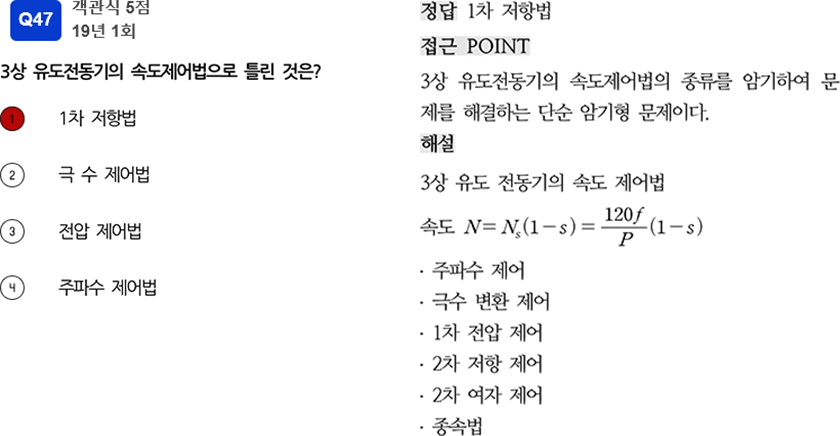 Q47
객관식 5점
19년 1회
3상 유도전동기의 속도제어법으로 틀린 것은?
1 1차 저항법
2 극 수 제어법
3 전압 제어법
4 주파수 제어법
정답 1차 저항법
접근 POINT
3상 유도전동기의 속도제어법의 종류를 암기하여 문
제를 해결하는 단순 암기형 문제이다.
해설
3상 유도 전동기의 속도 제어법
속도 N = Ns(1-s) = 120f/P (1-s)
· 주파수 제어
· 극수 변환 제어
· 1차 전압 제어
· 2차 저항 제어
· 2차 여자 제어
· 종속법